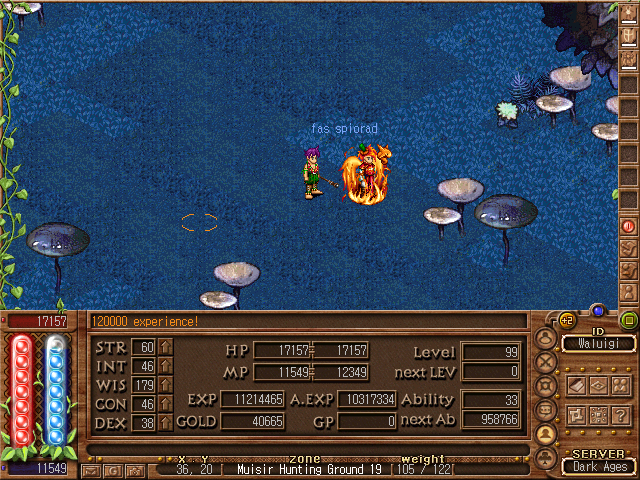 fas spiorad
17157 120000 experience! +2
ID
Waluigi
STR 60 HP 17157 17157 Level 99
INT 46 MP 11549 12349 next LEV 0
WIS 179
CON 46 EXP 11214465 A.EXP 10317334 Ability 33
DEX 38 GOLD 40665 GP 0 next Ab 958766
?
x y zone weight
SERVER
11549 G 36, 20 [ Muisir Hunting Ground 19 [105 / 122[ Dark Ages